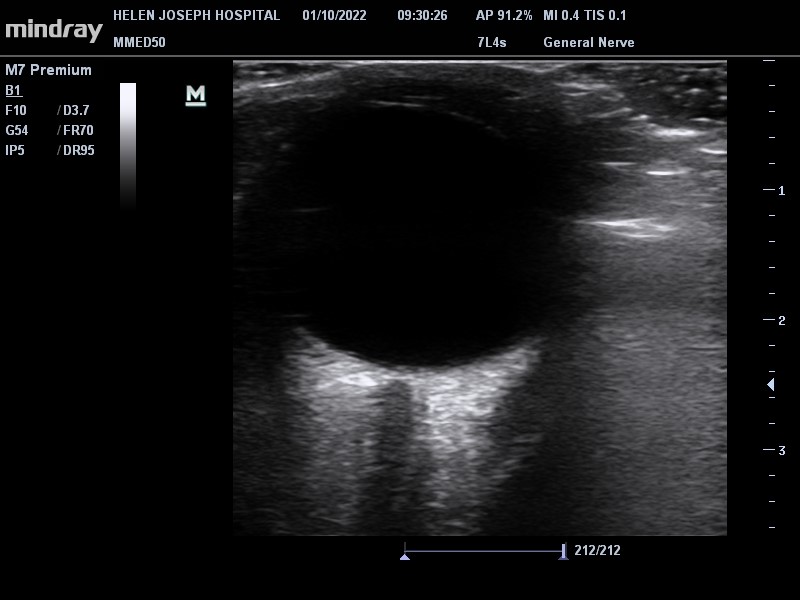 mindray
HELEN JOSEPH HOSPITAL 01/10/2022 09:30:26 AP 91.2% MI 0.4 TIS 0.1
MMED50 7L4s General Nerve
M7 Premium
B1
F10 / D3.7
G54 / FR70
IP5 / DR95
M
1
2
3
212/212